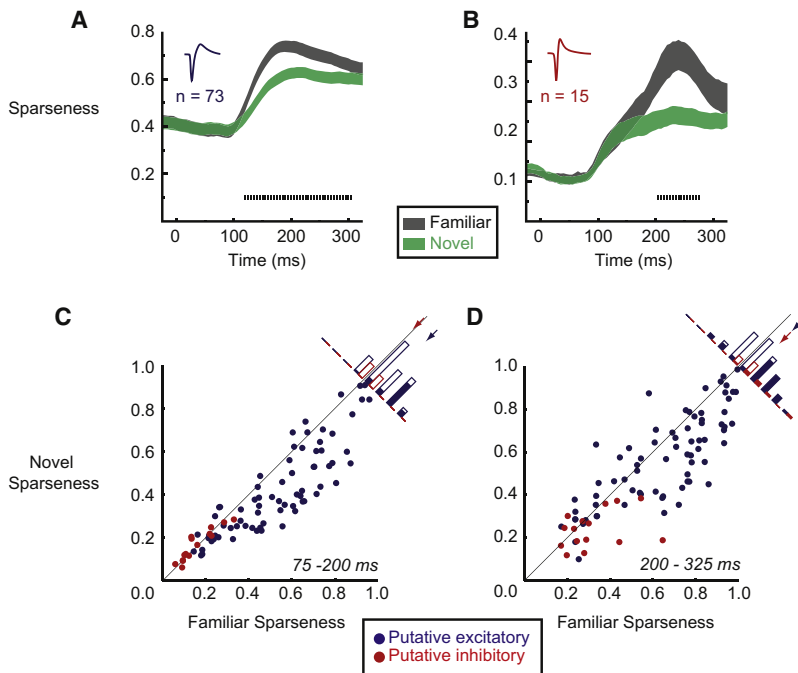 A
B
Sparseness
0.8
0.6
0.4
0.2
n = 73
0
100
200
300
Time (ms)
0.4
0.3
0.2
0.1
n = 15
0
100
200
300
Time (ms)
Familiar
Novel
C
D
Novel
Sparseness
1.0
0.8
0.6
0.4
0.2
0.0
0.2
0.4
0.6
0.8
1.0
75 -200 ms
Familiar Sparseness
1.0
0.8
0.6
0.4
0.2
0.0
0.2
0.4
0.6
0.8
1.0
200 - 325 ms
Familiar Sparseness
Putative excitatory
Putative inhibitory